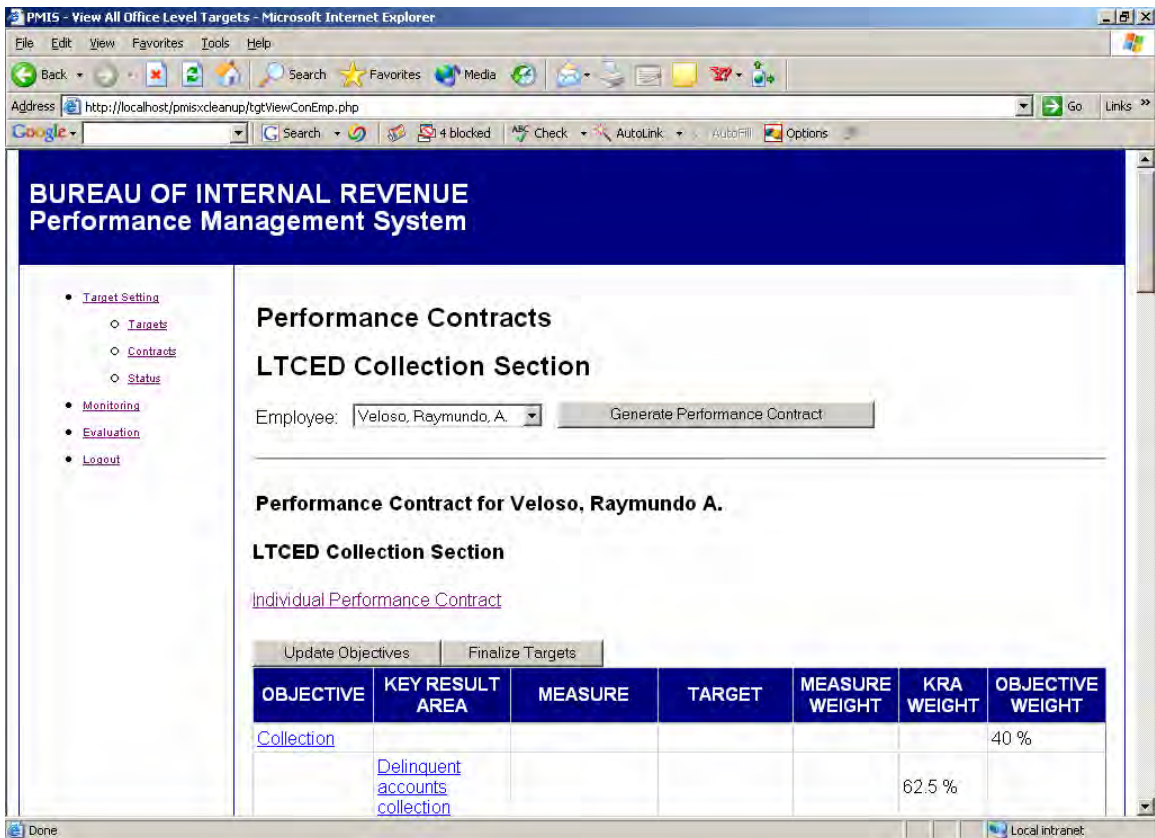 PMIS - View All Office Level Targets - Microsoft Internet Explorer
File Edit View Favorites Tools Help
Back Search Favorites Media
Address http://localhost/pmisxcleanup/tgtViewConEmp.php Go Links »
Google Search 4 blocked ABC Check AutoLink AutoFill Options
BUREAU OF INTERNAL REVENUE
Performance Management System
Target Setting
Targets
Contracts
Status
Monitoring
Evaluation
Logout
Performance Contracts
LTCED Collection Section
Employee: Veloso, Raymundo, A. Generate Performance Contract
Performance Contract for Veloso, Raymundo A.
LTCED Collection Section
Individual Performance Contract
Update Objectives Finalize Targets
OBJECTIVE KEY RESULT AREA MEASURE TARGET MEASURE WEIGHT KRA WEIGHT OBJECTIVE WEIGHT
Collection 40 %
Delinquent
accounts 62.5 %
collection
Done Local intranet